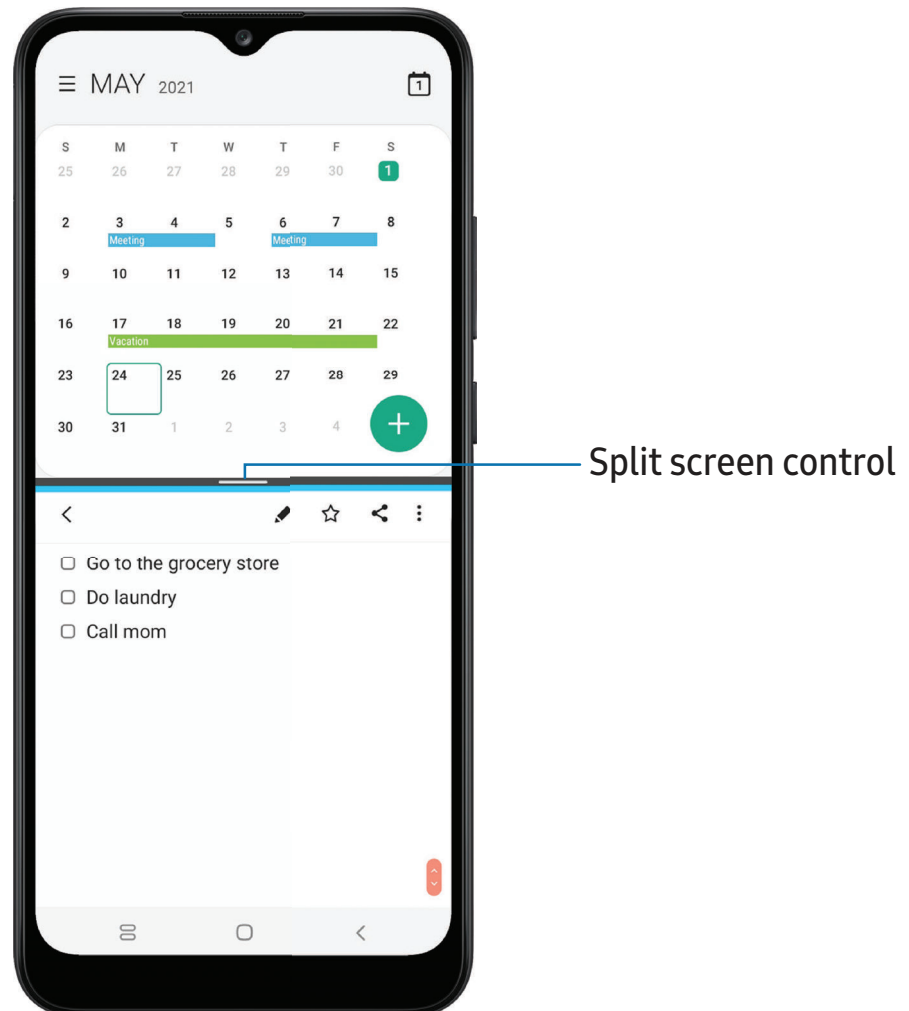 MAY 2021
1
S M T W T F S
25 26 27 28 29 30 1
2 3 4 5 6 7 8
Meeting Meeting
9 10 11 12 13 14 15
16 17 18 19 20 21 22
Vacation
23 24 25 26 27 28 29
30 31 1 2 3 4
Split screen control
Go to the grocery store
Do laundry
Call mom